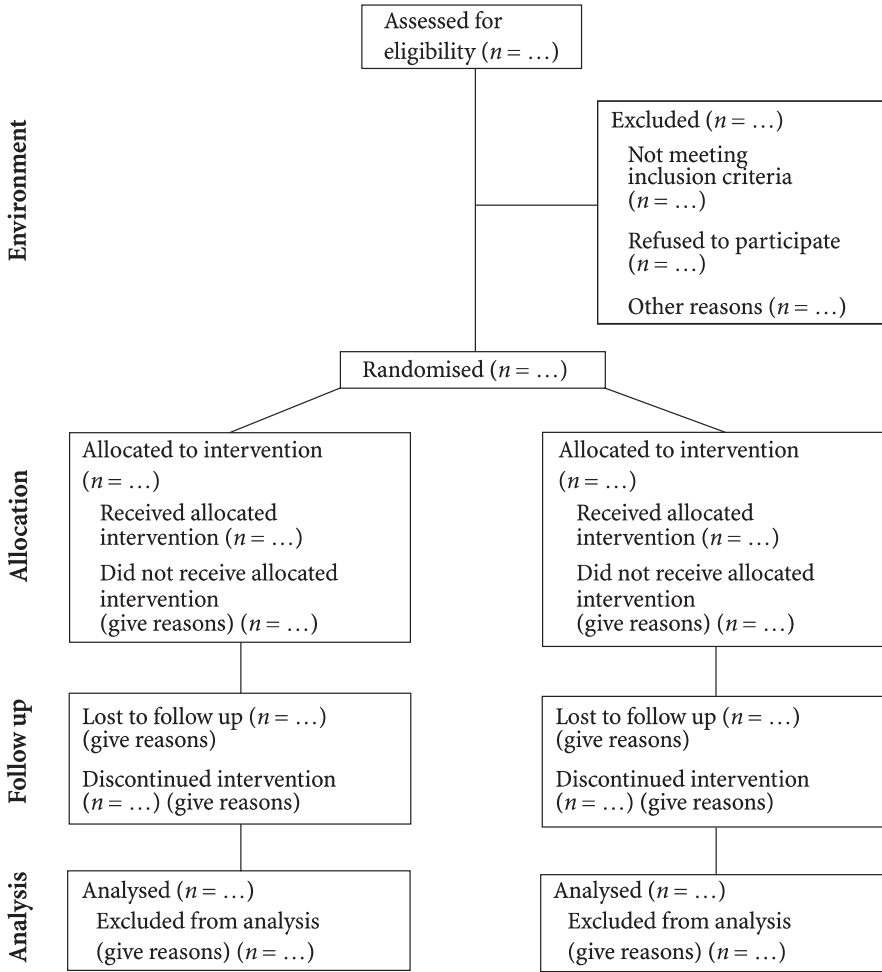 Assessed for
eligibility (n = …)
Environment
Excluded (n = …)
Not meeting
inclusion criteria
(n = …)
Refused to participate
(n = …)
Other reasons (n = …)
Randomised (n = …)
Allocation
Allocated to intervention
(n = …)
Received allocated
intervention (n = …)
Did not receive allocated
intervention
(give reasons) (n = …)
Allocated to intervention
(n = …)
Received allocated
intervention (n = …)
Did not receive allocated
intervention
(give reasons) (n = …)
Follow up
Lost to follow up (n = …)
(give reasons)
Discontinued intervention
(n = …) (give reasons)
Lost to follow up (n = …)
(give reasons)
Discontinued intervention
(n = …) (give reasons)
Analysis
Analysed (n = …)
Excluded from analysis
(give reasons) (n = …)
Analysed (n = …)
Excluded from analysis
(give reasons) (n = …)